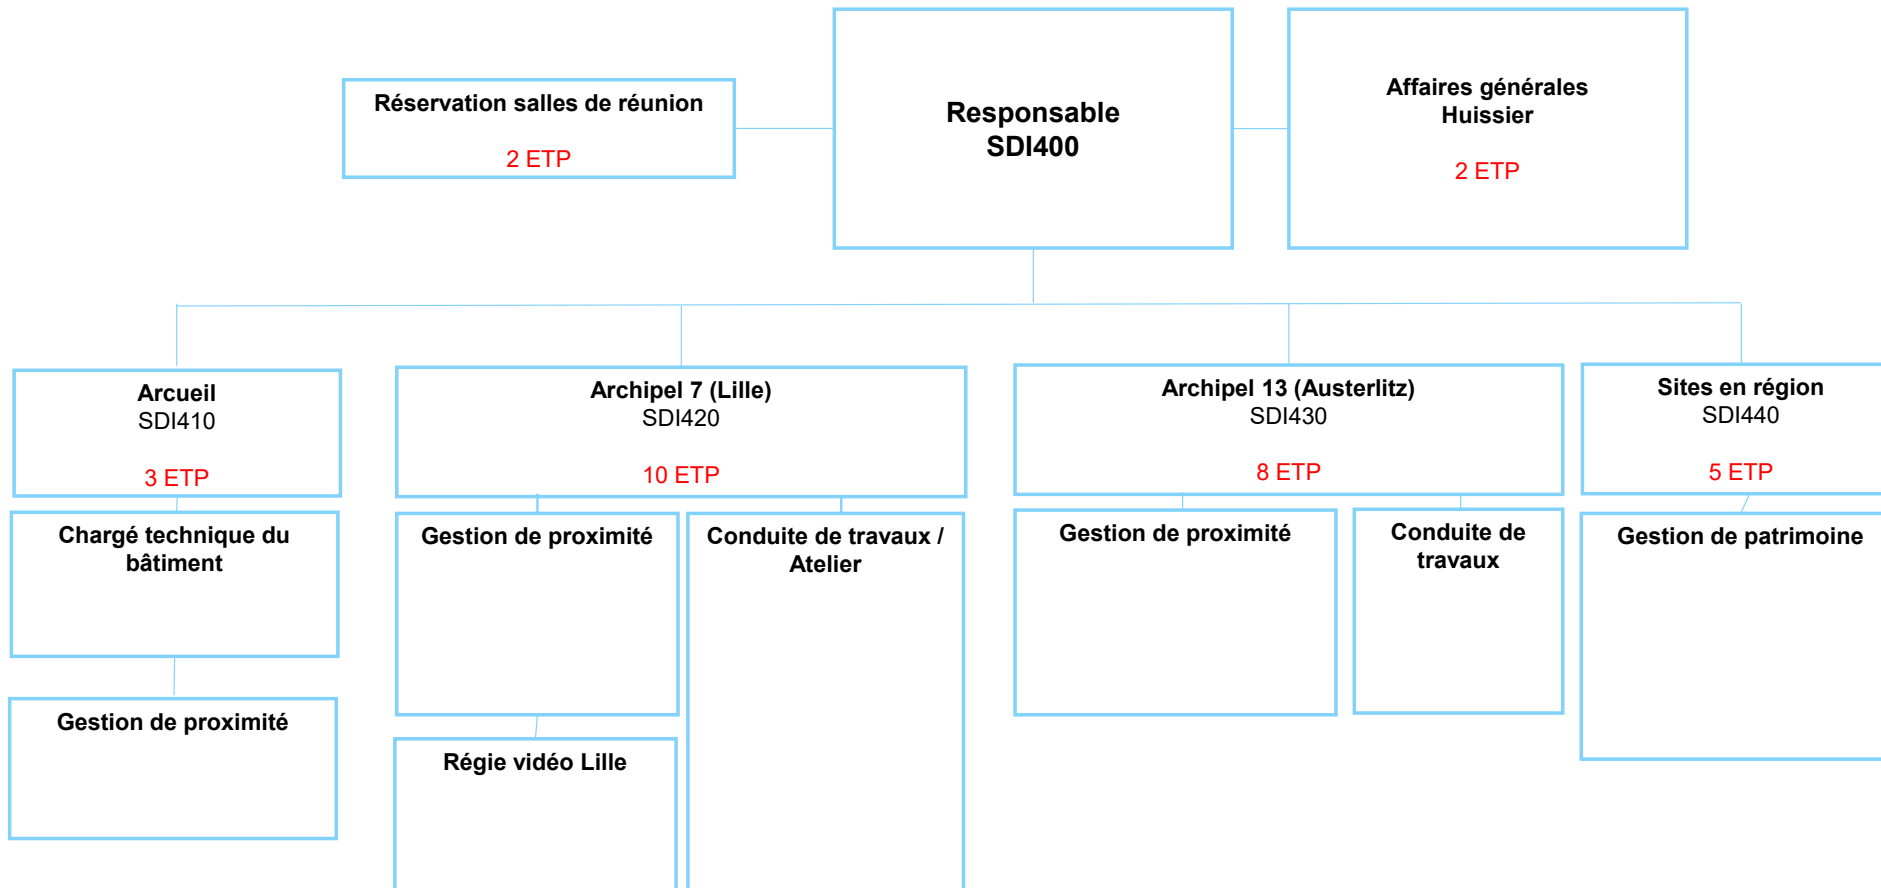 Réservation salles de réunion
2 ETP
Responsable
SDI400
Affaires générales
Huissier
2 ETP
Arcueil
SDI410
3 ETP
Archipel 7 (Lille)
SDI420
10 ETP
Archipel 13 (Austerlitz)
SDI430
8 ETP
Sites en région
SDI440
5 ETP
Chargé technique du
bâtiment
Gestion de proximité
Gestion de proximité
Régie vidéo Lille
Conduite de travaux /
Atelier
Gestion de proximité
Conduite de
travaux
Gestion de patrimoine